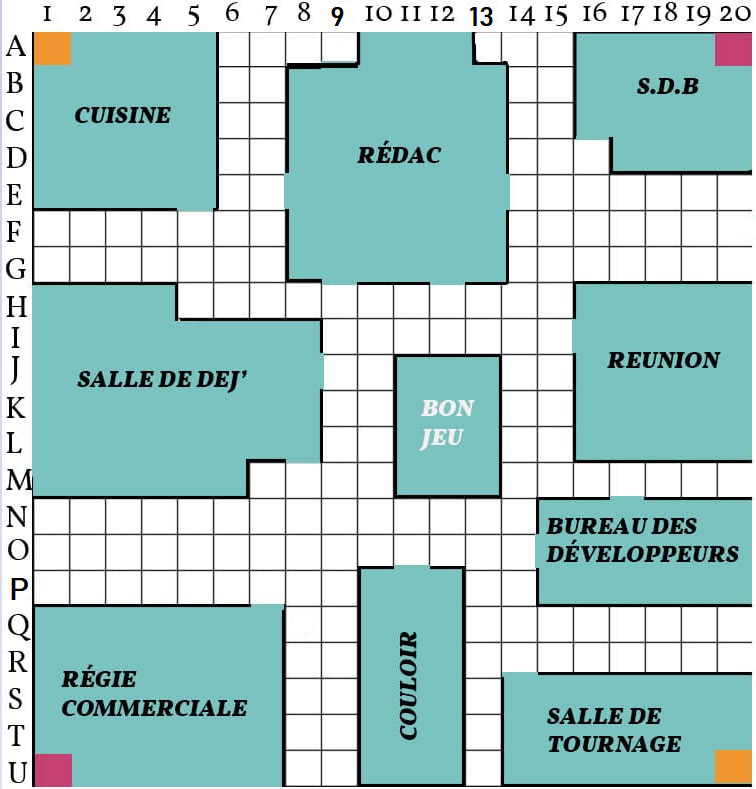 1 2 3 4 5 6 7 8 9 10 11 12 13 14 15 16 17 18 19 20
A
B
S.D.B
C
CUISINE
D
RÉDAC
E
F
G
H
I
J
REUNION
SALLE DE DEJ'
K
BON
L
JEU
M
N
BUREAU DES
O
DÉVELOPPEURS
P
Q
R
RÉGIE
S
COMMERCIALE
COULOIR
SALLE DE
T
TOURNAGE
U